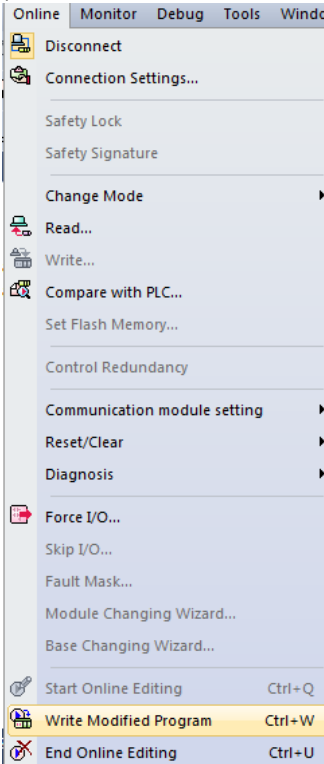 Online Monitor Debug Tools
Disconnect
Connection Settings...
Safety Lock
Safety Signature
Change Mode
Read...
Write...
Compare with PLC...
Set Flash Memory...
Control Redundancy
Communication module setting
Reset/Clear
Diagnosis
Force I/O...
Skip I/O...
Fault Mask...
Module Changing Wizard...
Base Changing Wizard...
Start Online Editing Ctrl+Q
Write Modified Program Ctrl+W
End Online Editing Ctrl+U